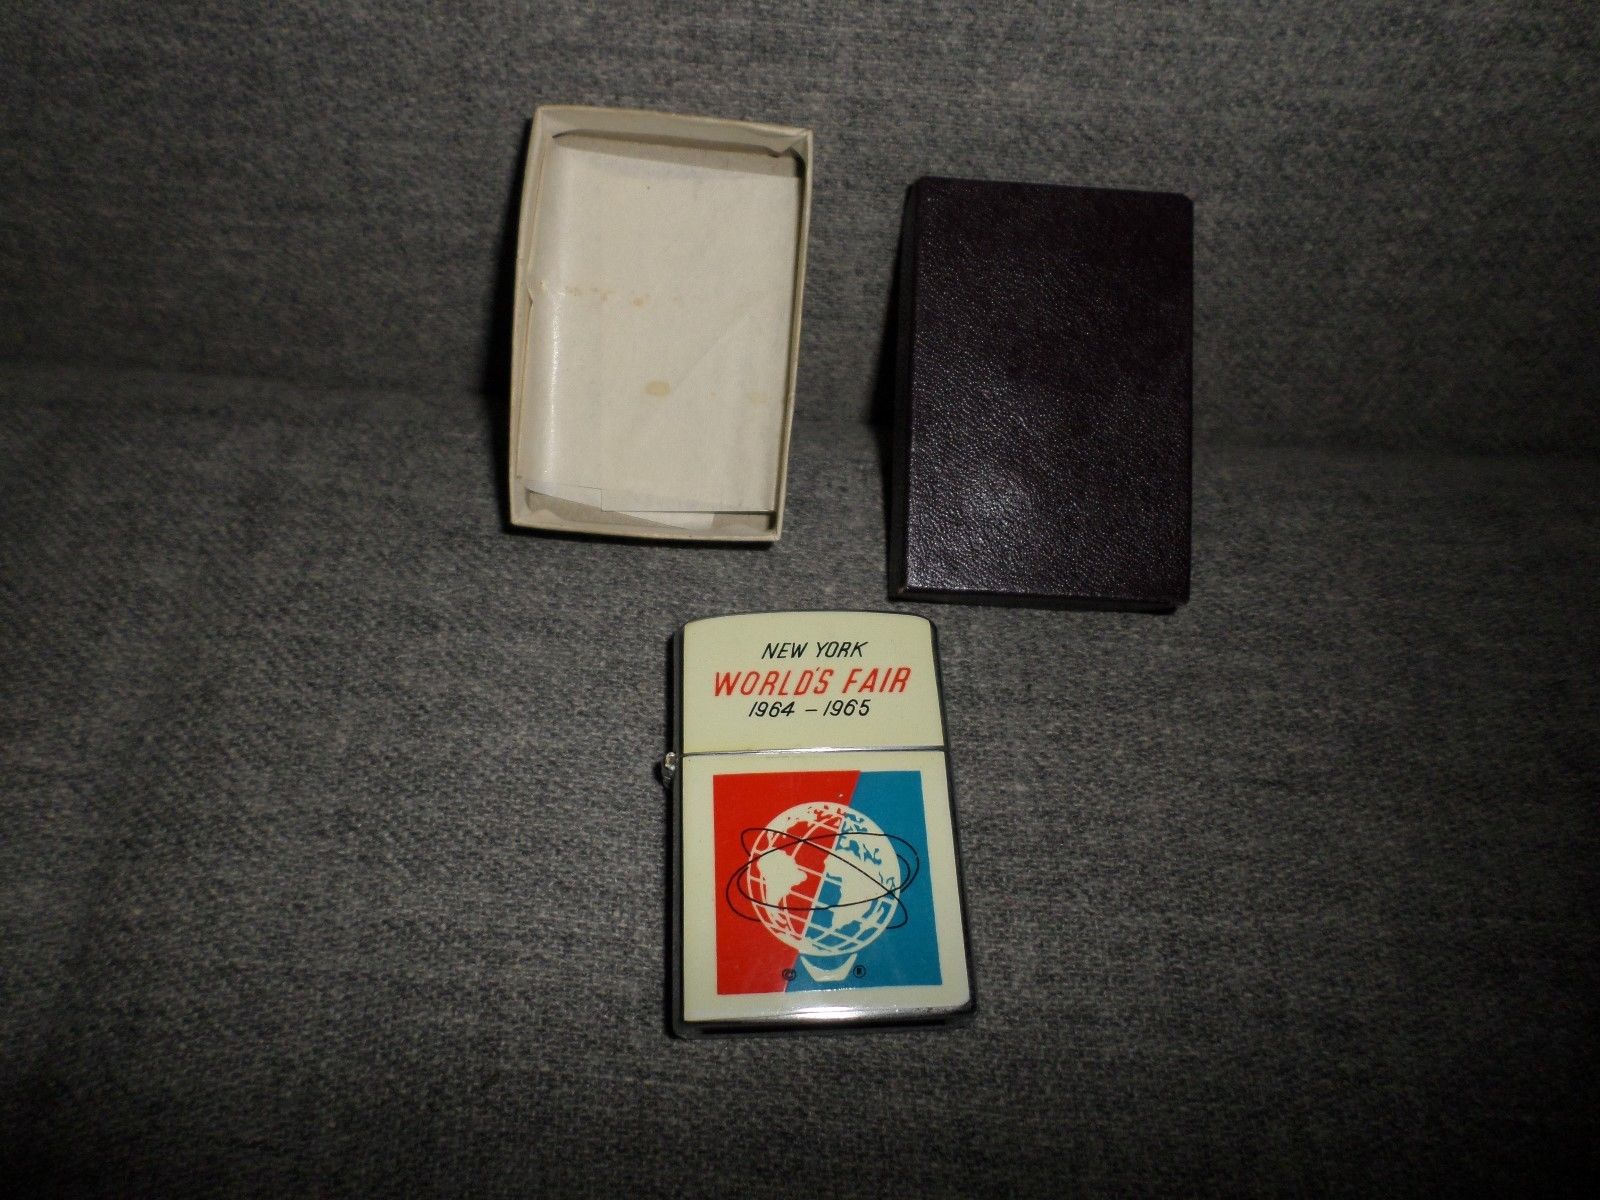 NEW YORK
WORLD'S FAIR
1964 - 1965
© ®